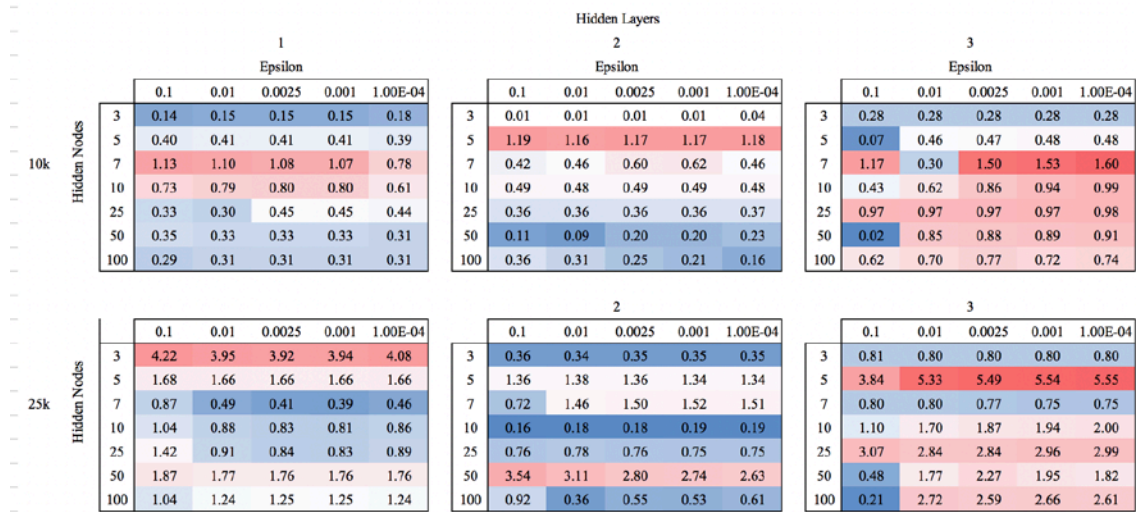 Hidden Layers
1 2 3
Epsilon Epsilon Epsilon
0.1 0.01 0.0025 0.001 1.00E-04 0.1 0.01 0.0025 0.001 1.00E-04 0.1 0.01 0.0025 0.001 1.00E-04
10k
Hidden Nodes
3 0.14 0.15 0.15 0.15 0.18 3 0.01 0.01 0.01 0.01 0.04 3 0.28 0.28 0.28 0.28 0.28
5 0.40 0.41 0.41 0.41 0.39 5 1.19 1.16 1.17 1.17 1.18 5 0.07 0.46 0.47 0.48 0.48
7 1.13 1.10 1.08 1.07 0.78 7 0.42 0.46 0.60 0.62 0.46 7 1.17 0.30 1.50 1.53 1.60
10 0.73 0.79 0.80 0.80 0.61 10 0.49 0.48 0.49 0.49 0.48 10 0.43 0.62 0.86 0.94 0.99
25 0.33 0.30 0.45 0.45 0.44 25 0.36 0.36 0.36 0.36 0.37 25 0.97 0.97 0.97 0.97 0.98
50 0.35 0.33 0.33 0.33 0.31 50 0.11 0.09 0.20 0.20 0.23 50 0.02 0.85 0.88 0.89 0.91
100 0.29 0.31 0.31 0.31 0.31 100 0.36 0.31 0.25 0.21 0.16 100 0.62 0.70 0.77 0.72 0.74
2 3
0.1 0.01 0.0025 0.001 1.00E-04 0.1 0.01 0.0025 0.001 1.00E-04 0.1 0.01 0.0025 0.001 1.00E-04
25k
Hidden Nodes
3 4.22 3.95 3.92 3.94 4.08 3 0.36 0.34 0.35 0.35 0.35 3 0.81 0.80 0.80 0.80 0.80
5 1.68 1.66 1.66 1.66 1.66 5 1.36 1.38 1.36 1.34 1.34 5 3.84 5.33 5.49 5.54 5.55
7 0.87 0.49 0.41 0.39 0.46 7 0.72 1.46 1.50 1.52 1.51 7 0.80 0.80 0.77 0.75 0.75
10 1.04 0.88 0.83 0.81 0.86 10 0.16 0.18 0.18 0.19 0.19 10 1.10 1.70 1.87 1.94 2.00
25 1.42 0.91 0.84 0.83 0.89 25 0.76 0.78 0.76 0.75 0.75 25 3.07 2.84 2.84 2.96 2.99
50 1.87 1.77 1.76 1.76 1.76 50 3.54 3.11 2.80 2.74 2.63 50 0.48 1.77 2.27 1.95 1.82
100 1.04 1.24 1.25 1.25 1.24 100 0.92 0.36 0.55 0.53 0.61 100 0.21 2.72 2.59 2.66 2.61